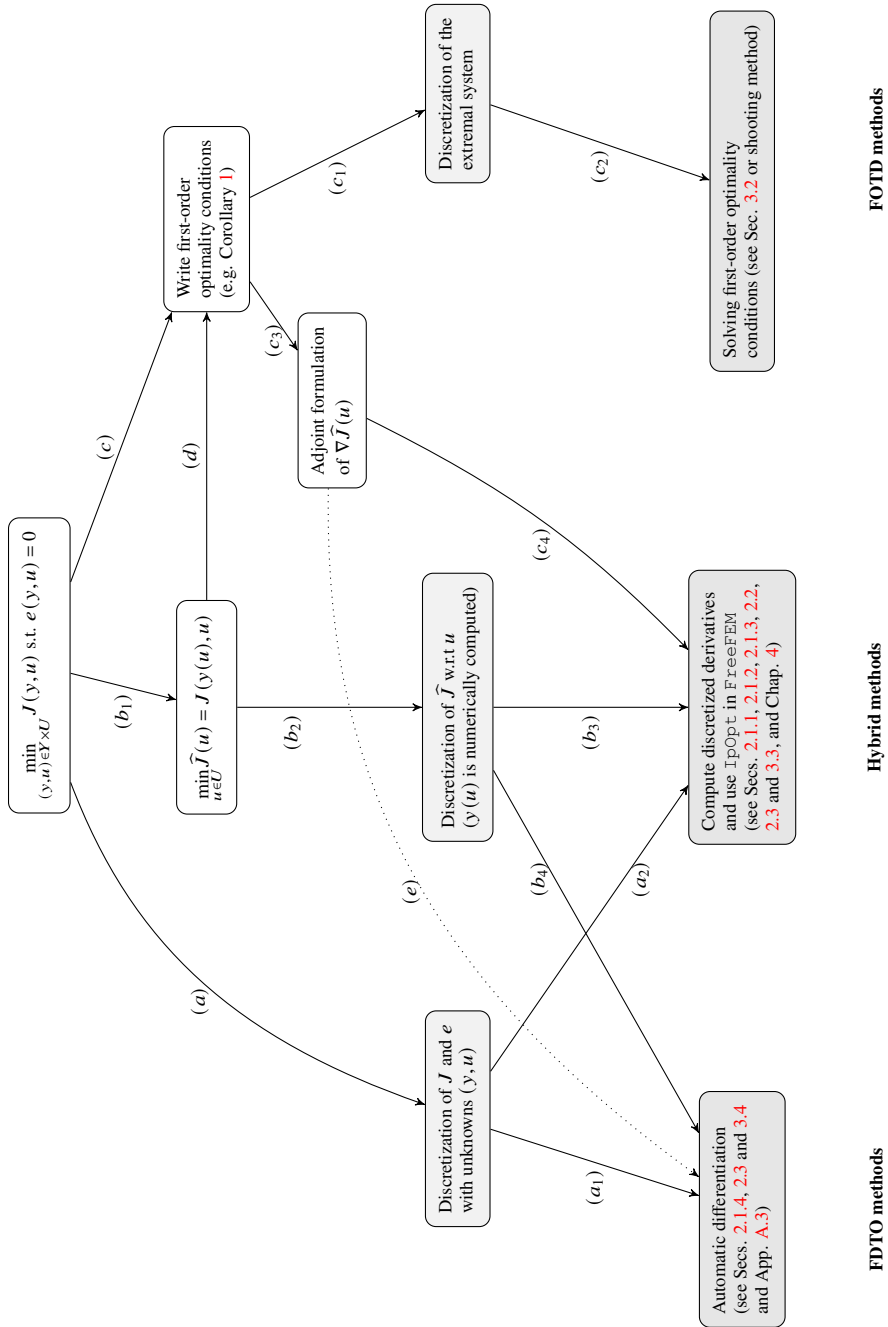 min J(y,u) s.t. e(y,u) = 0
(y,u)∈Y×U
(a)
(b₁)
(c)
min Ĵ(u) = J(y(u),u)
u∈U
(d)
Write first-order
optimality conditions
(e.g. Corollary 1)
(b₂)
(c₃)
(c₁)
Adjoint formulation
of ∇Ĵ(u)
(e)
Discretization of J and e
with unknowns (y,u)
Discretization of Ĵ w.r.t u
(y(u) is numerically computed)
Discretization of the
extremal system
(a₁)
(a₂)
(b₄)
(b₃)
(c₄)
(c₂)
Automatic differentiation
(see Secs. 2.1.4, 2.3 and 3.4
and App. A.3)
Compute discretized derivatives
and use IpOpt in FreeFEM
(see Secs. 2.1.1, 2.1.2, 2.1.3, 2.2,
2.3 and 3.3, and Chap. 4)
Solving first-order optimality
conditions (see Sec. 3.2 or shooting method)
FDTO methods
Hybrid methods
FOTD methods